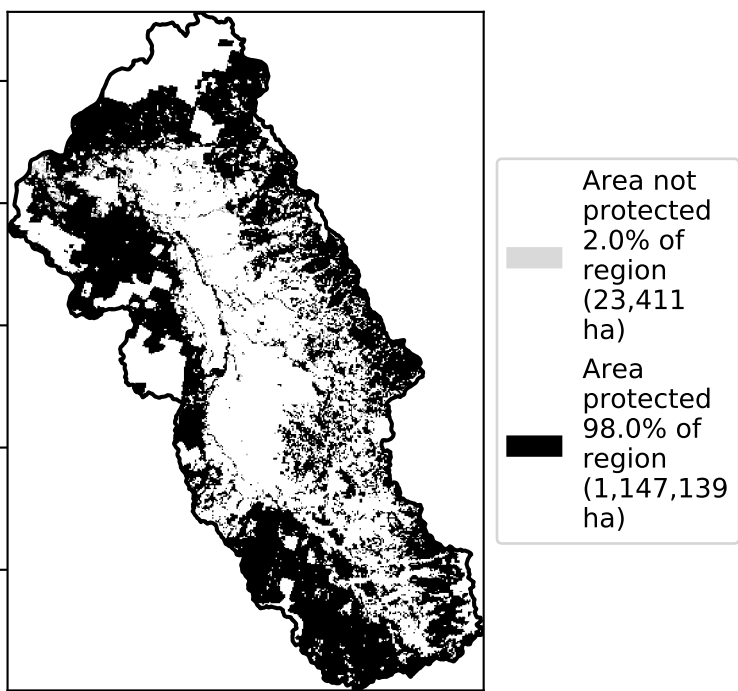 Area not
protected
2.0% of
region
(23,411
ha)
Area
protected
98.0% of
region
(1,147,139
ha)